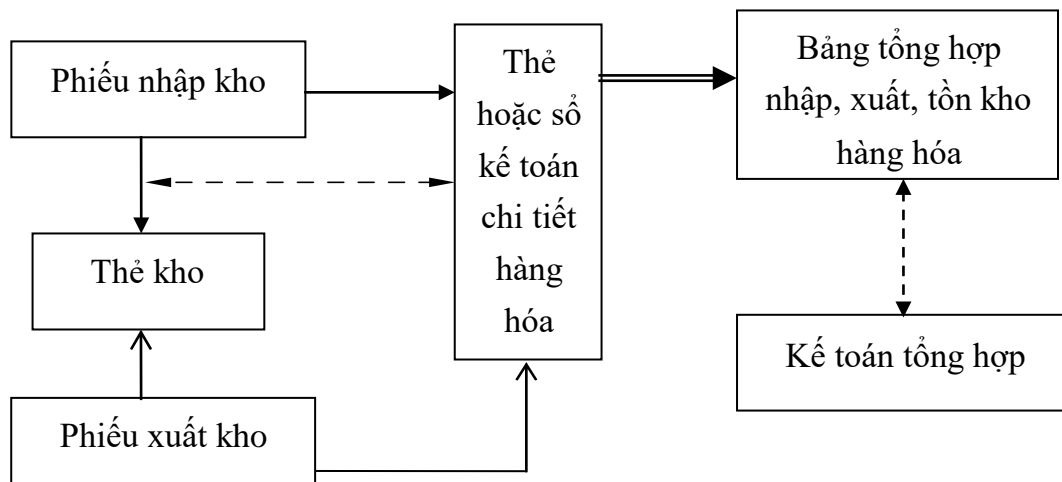 Phiếu nhập kho
Thẻ kho
Phiếu xuất kho
Thẻ
hoặc sổ
kế toán
chi tiết
hàng
hóa
Bảng tổng hợp
nhập, xuất, tồn kho
hàng hóa
Kế toán tổng hợp